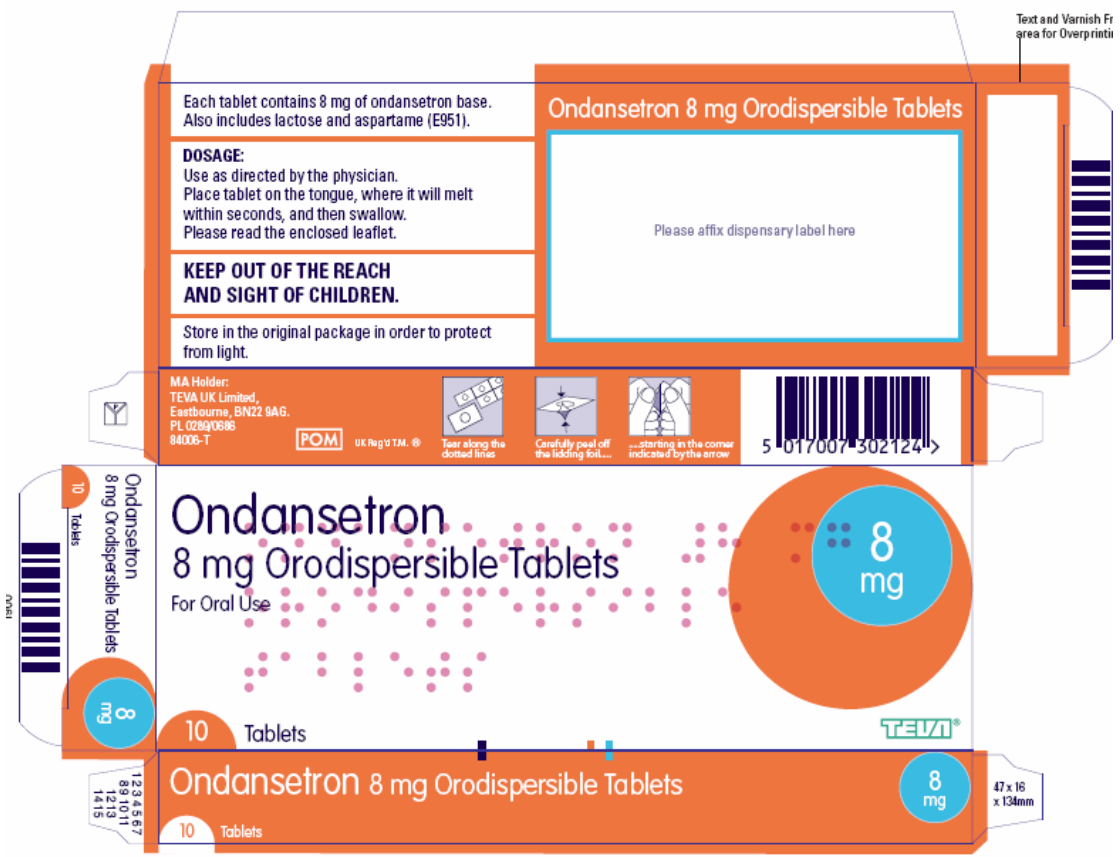 Text and Varnish Fr
area for Overprintin
Each tablet contains 8 mg of ondansetron base.
Also includes lactose and aspartame (E951).
DOSAGE:
Use as directed by the physician.
Place tablet on the tongue, where it will melt
within seconds, and then swallow.
Please read the enclosed leaflet.
KEEP OUT OF THE REACH
AND SIGHT OF CHILDREN.
Store in the original package in order to protect
from light.
Ondansetron 8 mg Orodispersible Tablets
Please affix dispensary label here
MA Holder:
TEVA UK Limited,
Eastbourne, BN22 9AG.
PL 0289/0686
84006-T
POM
UK Reg'd T.M. ®
Tear along the
dotted lines
Carefully peel off
the lidding foil....
....starting in the corner
indicated by the arrow
5 017007 302124 >
Ondansetron
8 mg Orodispersible Tablets
10
Tablets
8
mg
Ondansetron
8 mg Orodispersible Tablets
For Oral Use
8
mg
10 Tablets
TEVA®
Ondansetron 8 mg Orodispersible Tablets
10 Tablets
8
mg
1 2 3 4 5 6 7
8 9 10 11
12 13
14 15
47 x 16
x 134mm